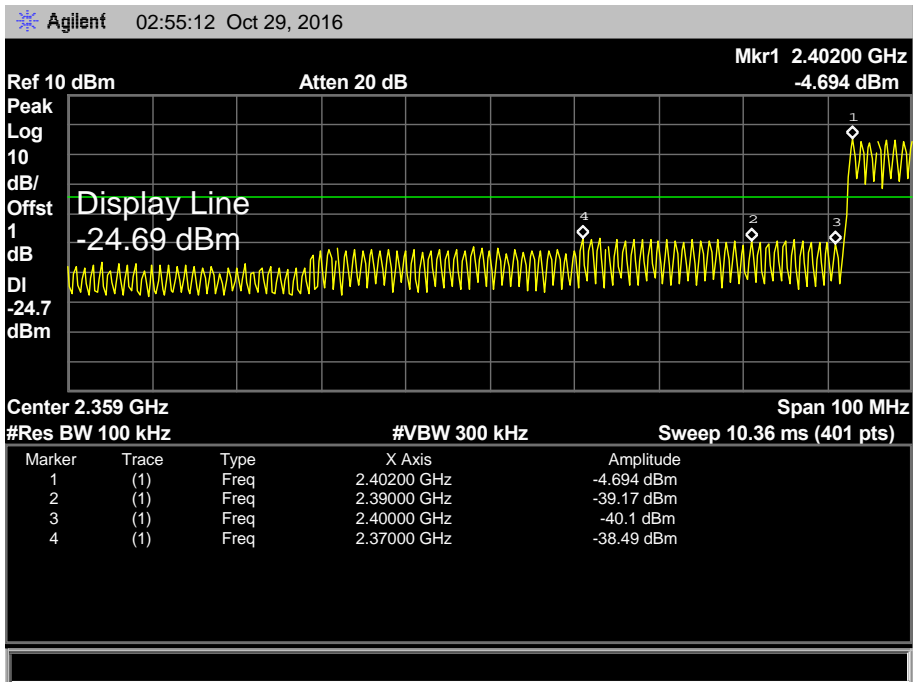 Agilent 02:55:12 Oct 29, 2016
Mkr1 2.40200 GHz
Ref 10 dBm Atten 20 dB -4.694 dBm
Peak
Log
10
dB/
Offst
1
dB
DI
-24.7
dBm
Display Line
-24.69 dBm
1
4
2
3
Center 2.359 GHz Span 100 MHz
#Res BW 100 kHz #VBW 300 kHz Sweep 10.36 ms (401 pts)
Marker Trace Type X Axis Amplitude
1 (1) Freq 2.40200 GHz -4.694 dBm
2 (1) Freq 2.39000 GHz -39.17 dBm
3 (1) Freq 2.40000 GHz -40.1 dBm
4 (1) Freq 2.37000 GHz -38.49 dBm